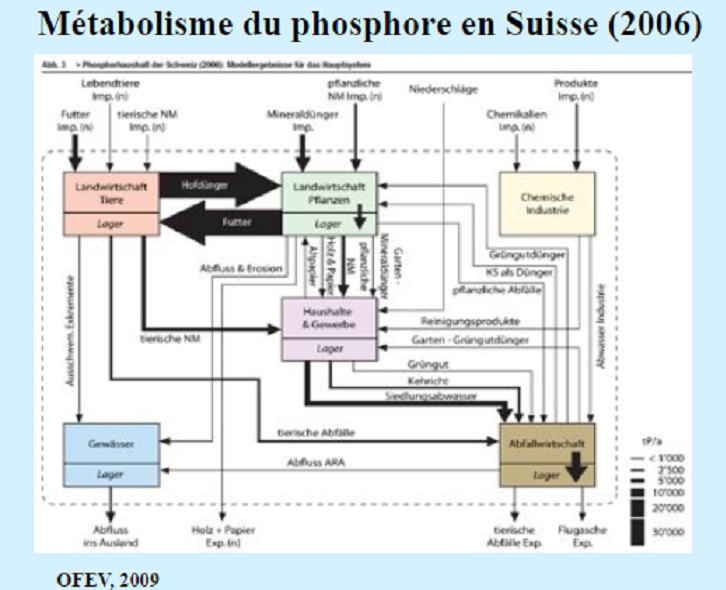 Métabolisme du phosphore en Suisse (2006)
Abb. 3 > Phosphorhaushalt der Schweiz (2006): Modellergebnisse für das Hauptsystem
Lebendtiere
Imp. (n)
pflanzliche
NM Imp. (n)
Niederschläge
Produkte
Imp. (n)
Futter
Imp. (n)
tierische NM
Imp. (n)
Mineraldünger
Imp.
Chemikalien
Imp. (n)
Landwirtschaft
Tiere
Lager
Hofdünger
Futter
Landwirtschaft
Pflanzen
Lager
Chemische
Industrie
Abfluss & Erosion
Altpapier
Holz & Papier
pflanzliche
NM
Garten -
Mineraldünger
Grüngutdünger
KS als Dünger
pflanzliche Abfälle
Ausschwem. Exkremente
tierische NM
Haushalte
& Gewerbe
Lager
Reinigungsprodukte
Garten - Grüngutdünger
Abwasser Industrie
Grüngut
Kehricht
Siedlungsabwasser
tierische Abfälle
Gewässer
Lager
Abfluss ARA
Abfallwirtschaft
Lager
tP/a
< 1'000
2'500
5'000
10'000
20'000
30'000
Abfluss
ins Ausland
Holz + Papier
Exp. (n)
tierische
Abfälle Exp.
Flugasche
Exp.
OFEV, 2009